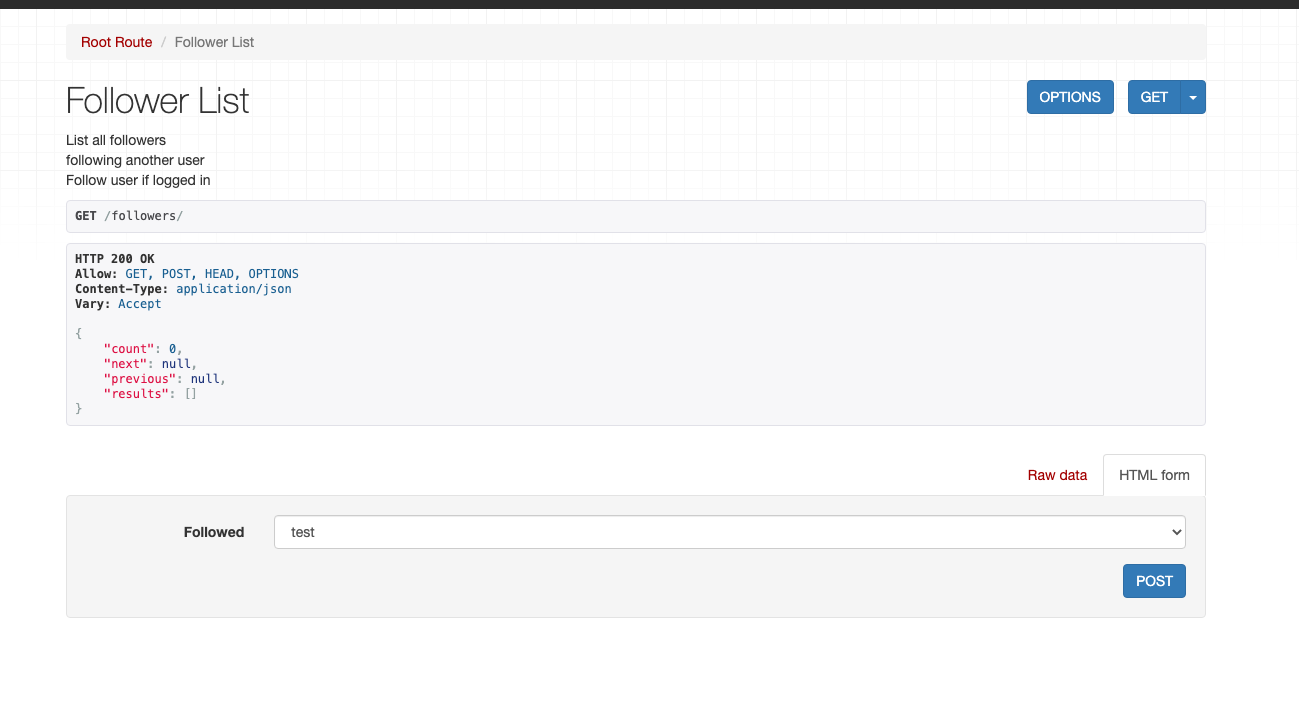 Root Route / Follower List
Follower List
OPTIONS
GET
List all followers
following another user
Follow user if logged in
GET /followers/
HTTP 200 OK
Allow: GET, POST, HEAD, OPTIONS
Content-Type: application/json
Vary: Accept
{
"count": 0,
"next": null,
"previous": null,
"results": []
}
Raw data
HTML form
Followed
test
POST